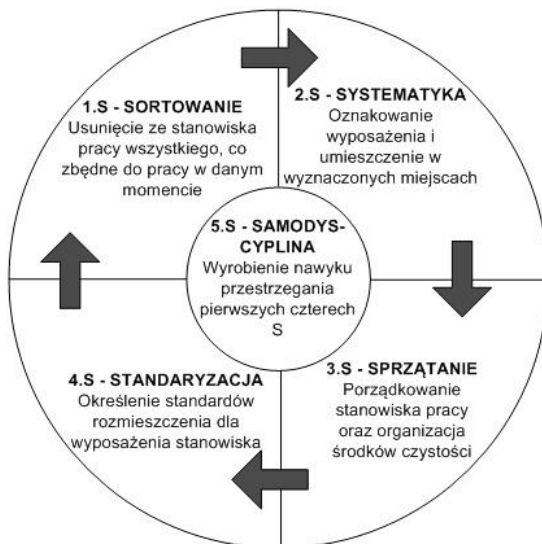 1.S - SORTOWANIE
Usunięcie ze stanowiska
pracy wszystkiego, co
zbędne do pracy w danym
momencie
2.S - SYSTEMATYKA
Oznakowanie
wyposażenia i
umieszczenie w
wyznaczonych miejscach
5.S - SAMODYS-
CYPLINA
Wyrobienie nawyku
przestrzegania
pierwszych czterech
S
4.S - STANDARYZACJA
Określenie standardów
rozmieszczenia dla
wyposażenia stanowiska
3.S - SPRZĄTANIE
Porządkowanie
stanowiska pracy
oraz organizacja
środków czystości